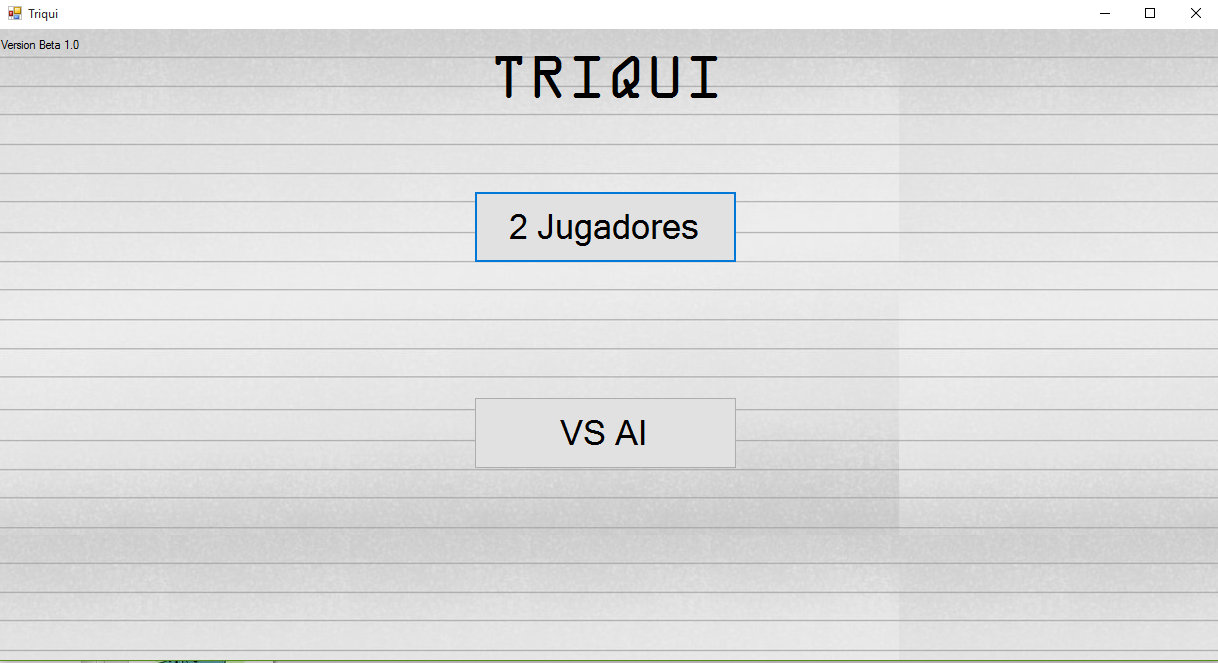 Triqui
Version Beta 1.0
TRIQUI
2 Jugadores
VS AI